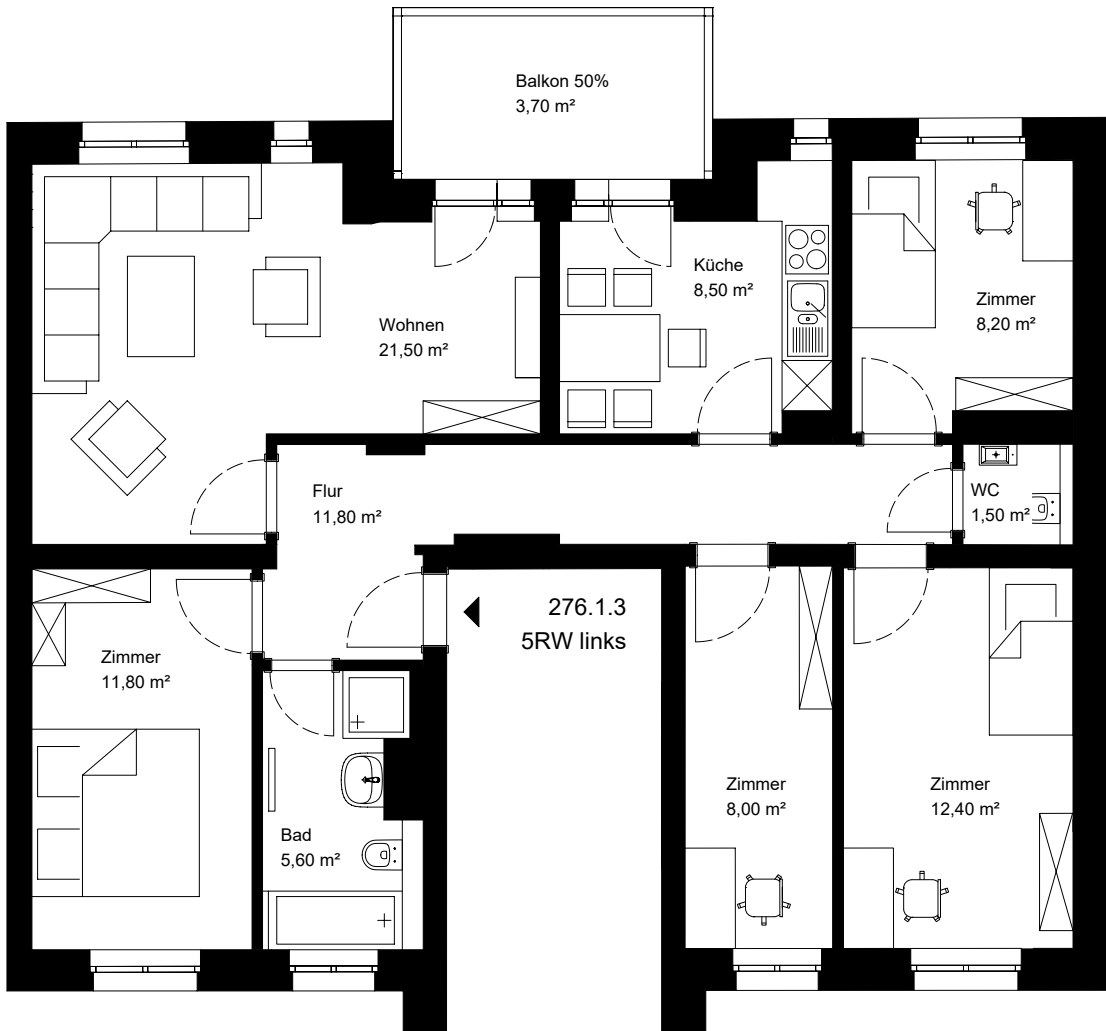 Balkon 50%
3,70 m²
Küche
8,50 m²
Zimmer
8,20 m²
Wohnen
21,50 m²
Flur
11,80 m²
WC
1,50 m²
276.1.3
5RW links
Zimmer
11,80 m²
Zimmer
8,00 m²
Zimmer
12,40 m²
Bad
5,60 m²